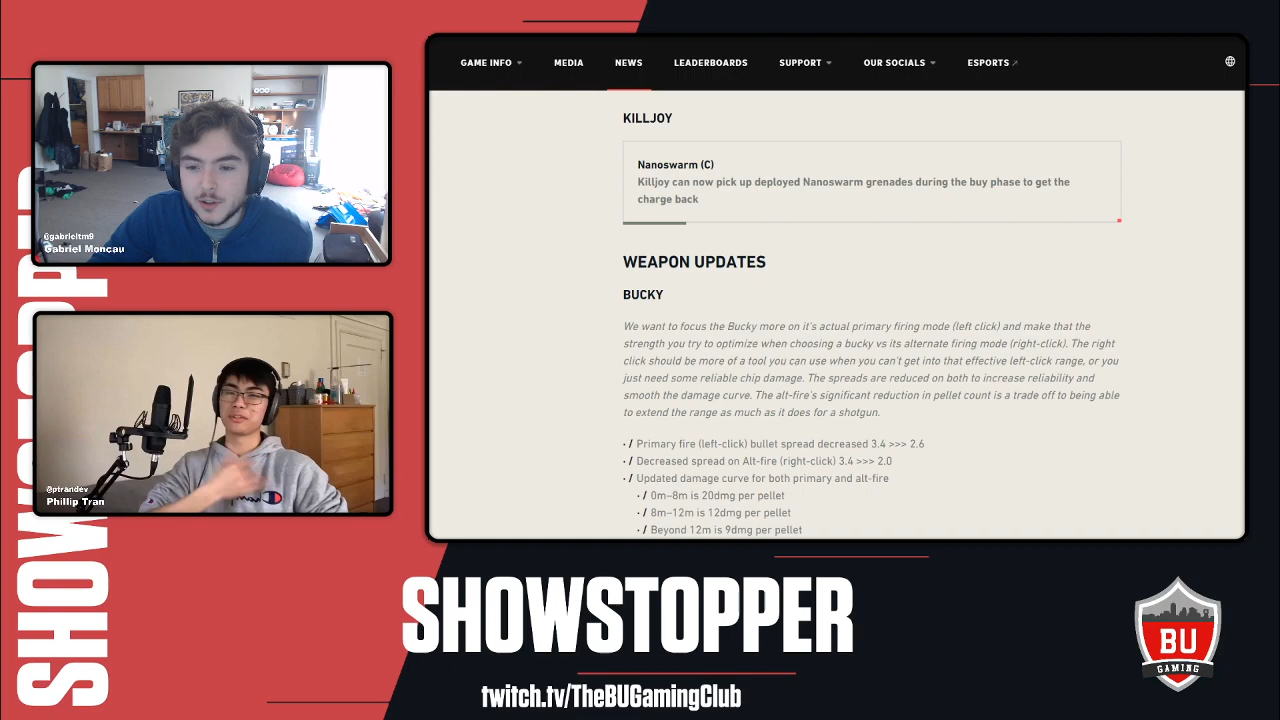 GAME INFO
MEDIA
NEWS
LEADERBOARDS
SUPPORT
OUR SOCIALS
ESPORTS
KILLJOY
Nanoswarm (C)
Killjoy can now pick up deployed Nanoswarm grenades during the buy phase to get the
charge back
WEAPON UPDATES
BUCKY
We want to focus the Bucky more on it's actual primary firing mode (left click) and make that the
strength you try to optimize when choosing a bucky vs its alternate firing mode (right-click). The right
click should be more of a tool you can use when you can't get into that effective left-click range, or you
just need some reliable chip damage. The spreads are reduced on both to increase reliability and
smooth the damage curve. The alt-fire's significant reduction in pellet count is a trade off to being able
to extend the range as much as it does for a shotgun.
· / Primary fire (left-click) bullet spread decreased 3.4 >>> 2.6
· / Decreased spread on Alt-fire (right-click) 3.4 >>> 2.0
· / Updated damage curve for both primary and alt-fire
· / 0m–8m is 20dmg per pellet
· / 8m–12m is 12dmg per pellet
· / Beyond 12m is 9dmg per pellet
@gabrieltm9
Gabriel Moncau
@ptrandev
Phillip Tran
SHOWSTOPPER
SHOWSTOPPER
twitch.tv/TheBUGamingClub
BU
GAMING